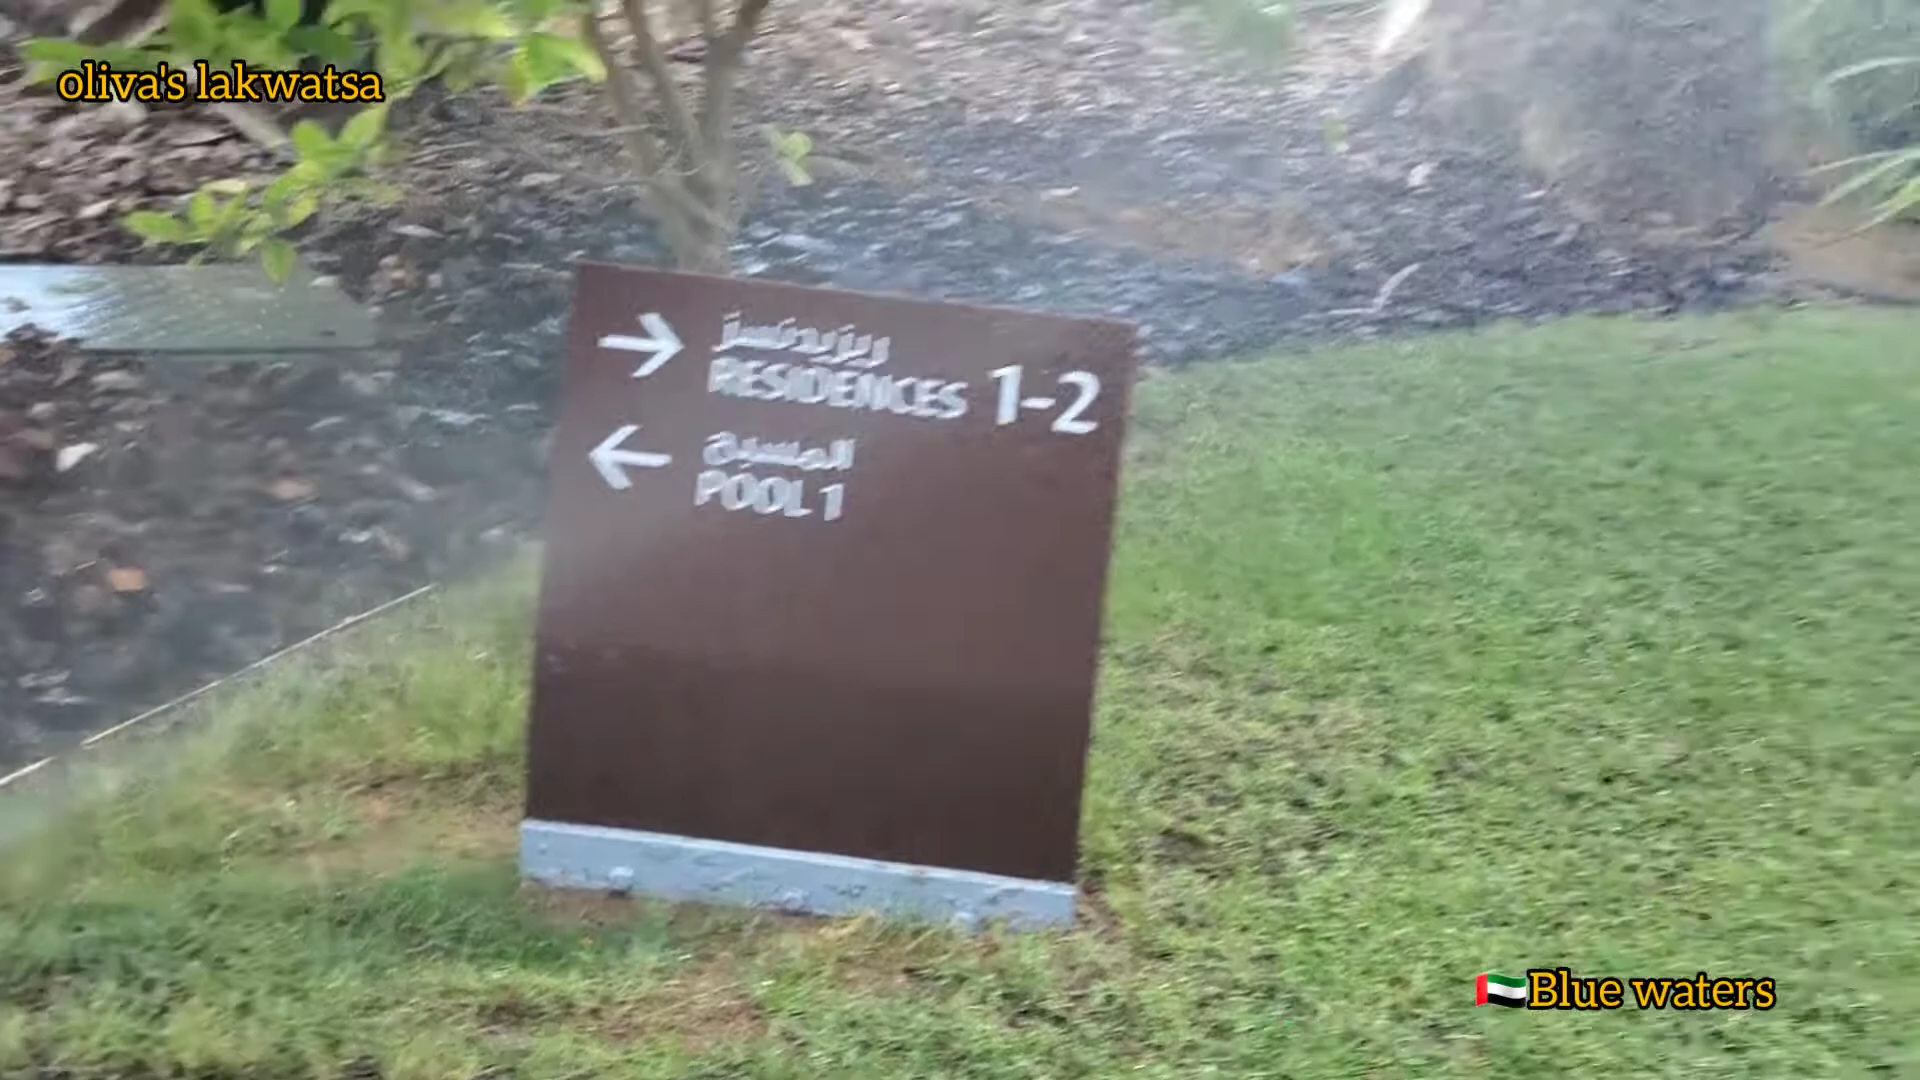 oliva's lakwatsa
ريزيدنسز
RESIDENCES 1-2
المسبح
POOL 1
Blue waters